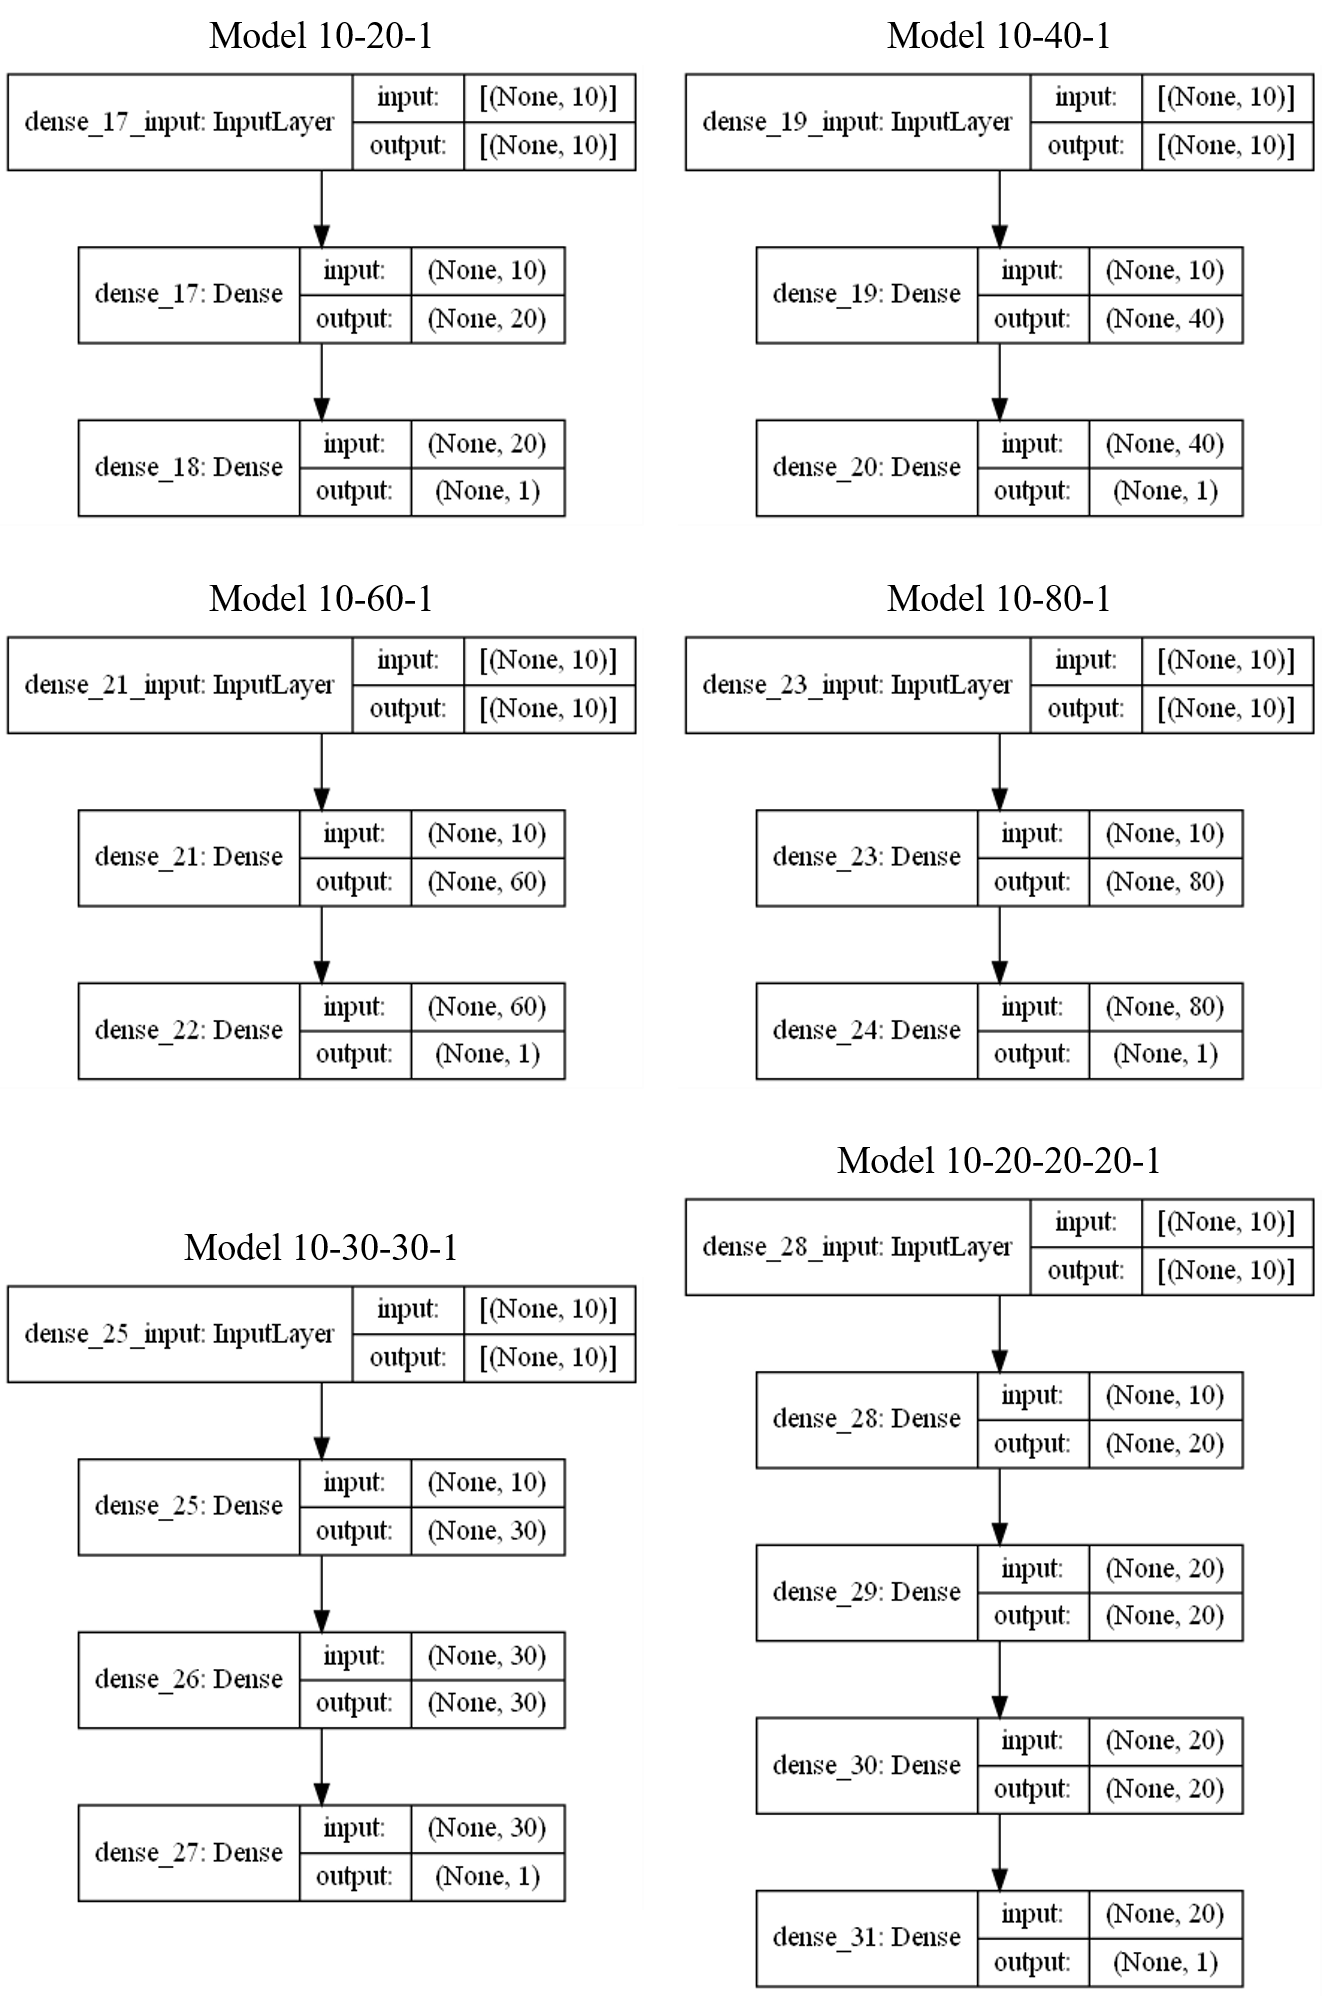 Model 10-20-1
dense_17_input: InputLayer
input:
[(None, 10)]
output:
[(None, 10)]
dense_17: Dense
input:
(None, 10)
output:
(None, 20)
dense_18: Dense
input:
(None, 20)
output:
(None, 1)
Model 10-40-1
dense_19_input: InputLayer
input:
[(None, 10)]
output:
[(None, 10)]
dense_19: Dense
input:
(None, 10)
output:
(None, 40)
dense_20: Dense
input:
(None, 40)
output:
(None, 1)
Model 10-60-1
dense_21_input: InputLayer
input:
[(None, 10)]
output:
[(None, 10)]
dense_21: Dense
input:
(None, 10)
output:
(None, 60)
dense_22: Dense
input:
(None, 60)
output:
(None, 1)
Model 10-80-1
dense_23_input: InputLayer
input:
[(None, 10)]
output:
[(None, 10)]
dense_23: Dense
input:
(None, 10)
output:
(None, 80)
dense_24: Dense
input:
(None, 80)
output:
(None, 1)
Model 10-30-30-1
dense_25_input: InputLayer
input:
[(None, 10)]
output:
[(None, 10)]
dense_25: Dense
input:
(None, 10)
output:
(None, 30)
dense_26: Dense
input:
(None, 30)
output:
(None, 30)
dense_27: Dense
input:
(None, 30)
output:
(None, 1)
Model 10-20-20-20-1
dense_28_input: InputLayer
input:
[(None, 10)]
output:
[(None, 10)]
dense_28: Dense
input:
(None, 10)
output:
(None, 20)
dense_29: Dense
input:
(None, 20)
output:
(None, 20)
dense_30: Dense
input:
(None, 20)
output:
(None, 20)
dense_31: Dense
input:
(None, 20)
output:
(None, 1)